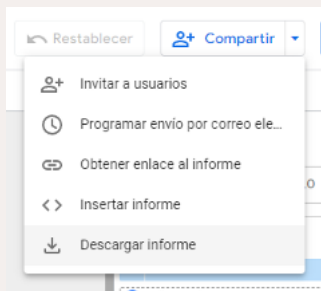 Restablecer
Compartir
Invitar a usuarios
Programar envío por correo ele...
Obtener enlace al informe
Insertar informe
Descargar informe